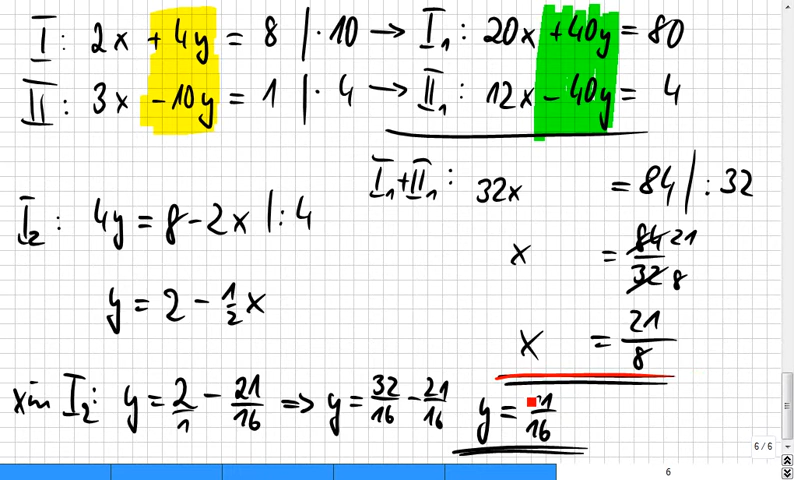 I: 2x + 4y = 8 | · 10 → I₁: 20x + 40y = 80
II: 3x - 10y = 1 | · 4 → II₁: 12x - 40y = 4
I₁+II₁: 32x = 84 | : 32
I₂: 4y = 8 - 2x | : 4
x = 84/32 21/8
y = 2 - 1/2 x
x = 21/8
x in I₂: y = 2/1 - 21/16 => y = 32/16 - 21/16 y = 1/16
6 / 6
6